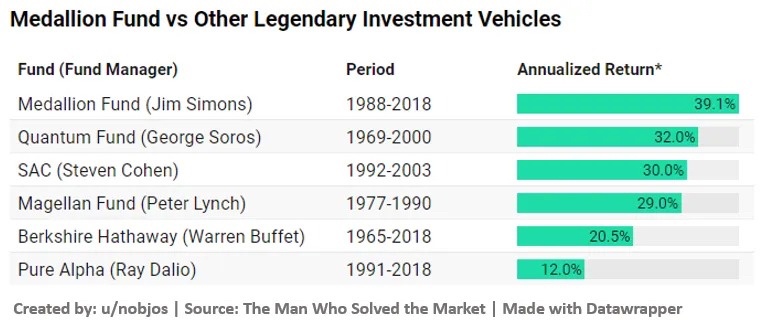 Medallion Fund vs Other Legendary Investment Vehicles
Fund (Fund Manager) Period Annualized Return*
Medallion Fund (Jim Simons) 1988-2018 39.1%
Quantum Fund (George Soros) 1969-2000 32.0%
SAC (Steven Cohen) 1992-2003 30.0%
Magellan Fund (Peter Lynch) 1977-1990 29.0%
Berkshire Hathaway (Warren Buffet) 1965-2018 20.5%
Pure Alpha (Ray Dalio) 1991-2018 12.0%
Created by: u/nobjos | Source: The Man Who Solved the Market | Made with Datawrapper